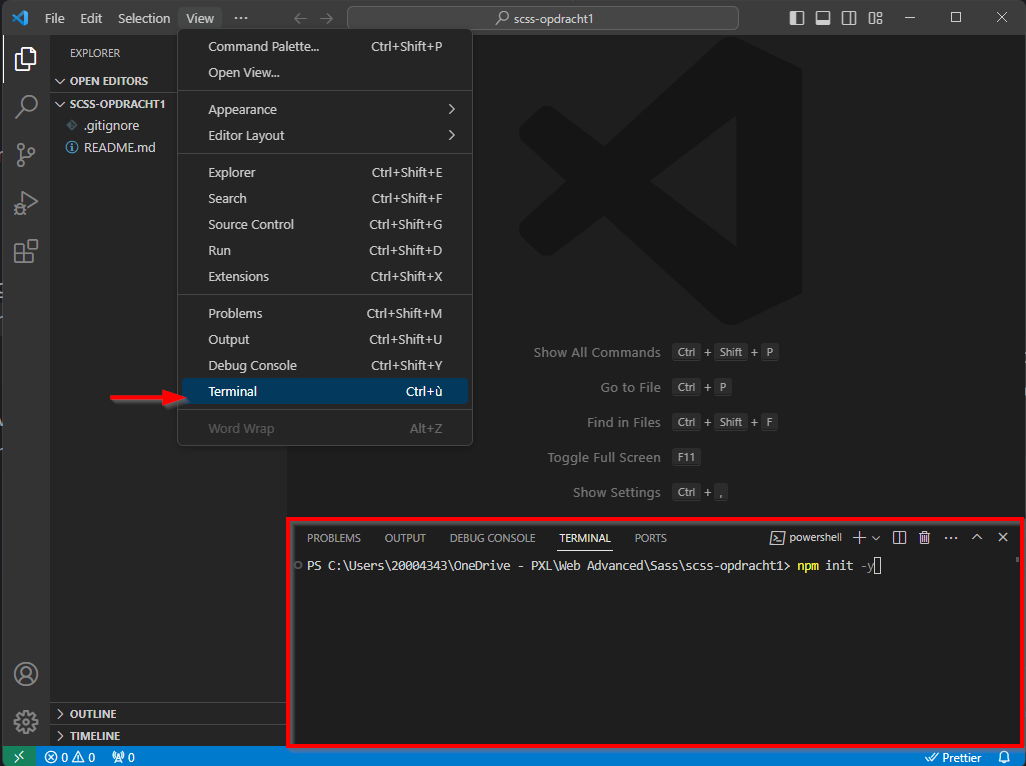 File Edit Selection View ··· scss-opdracht1
EXPLORER
OPEN EDITORS
SCSS-OPDRACHT1
.gitignore
README.md
Command Palette... Ctrl+Shift+P
Open View...
Appearance
Editor Layout
Explorer Ctrl+Shift+E
Search Ctrl+Shift+F
Source Control Ctrl+Shift+G
Run Ctrl+Shift+D
Extensions Ctrl+Shift+X
Problems Ctrl+Shift+M
Output Ctrl+Shift+U
Debug Console Ctrl+Shift+Y
Terminal Ctrl+ù
Word Wrap Alt+Z
Show All Commands Ctrl + Shift + P
Go to File Ctrl + P
Find in Files Ctrl + Shift + F
Toggle Full Screen F11
Show Settings Ctrl + ,
PROBLEMS OUTPUT DEBUG CONSOLE TERMINAL PORTS powershell
PS C:\Users\20004343\OneDrive - PXL\Web Advanced\Sass\scss-opdracht1> npm init -y
OUTLINE
TIMELINE
0 0 0 Prettier